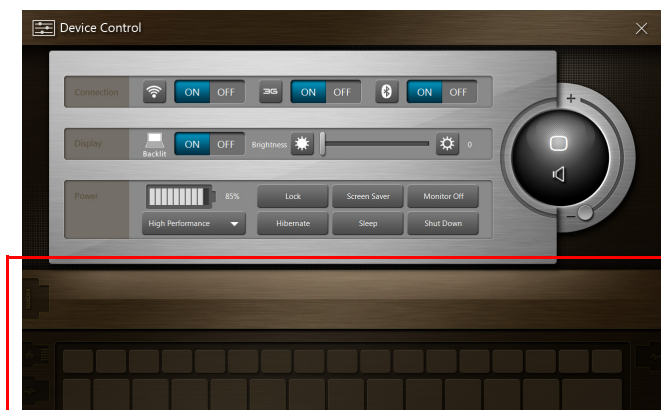 Device Control
Connection 3G ON OFF ON OFF ON OFF
Display Backlit ON OFF Brightness 0
Power 85% Lock Screen Saver Monitor Off
High Performance Hibernate Sleep Shut Down